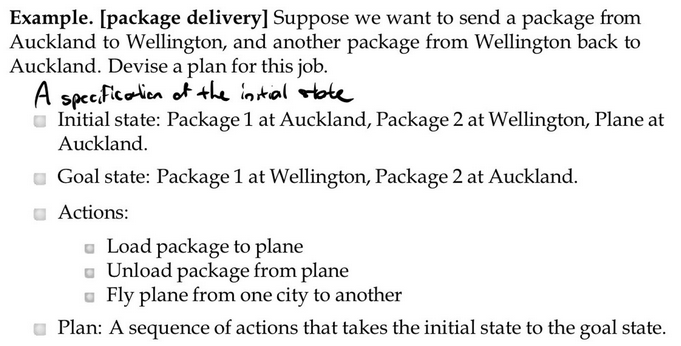 Example. [package delivery] Suppose we want to send a package from
Auckland to Wellington, and another package from Wellington back to
Auckland. Devise a plan for this job.
A specification of the initial state
Initial state: Package 1 at Auckland, Package 2 at Wellington, Plane at
Auckland.
Goal state: Package 1 at Wellington, Package 2 at Auckland.
Actions:
Load package to plane
Unload package from plane
Fly plane from one city to another
Plan: A sequence of actions that takes the initial state to the goal state.